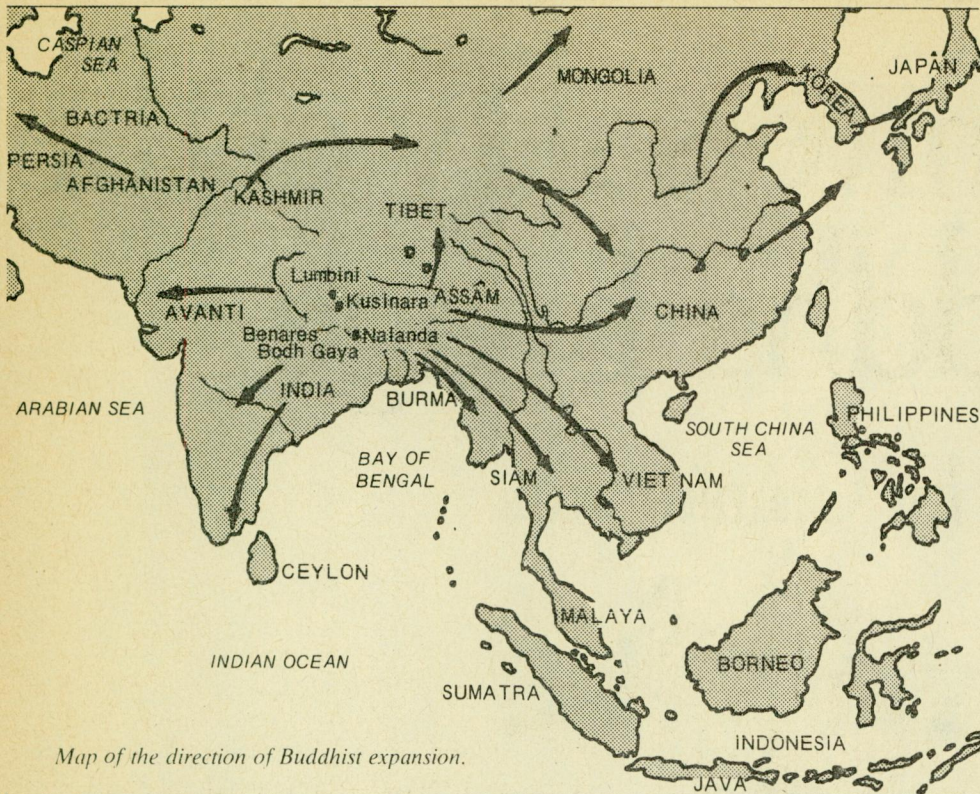 CASPIAN
SEA
MONGOLIA
KOREA
JAPAN
BACTRIA
PERSIA
AFGHANISTAN
KASHMIR
TIBET
Lumbini
Kusinara
ASSAM
AVANTI
CHINA
Benares
Nalanda
Bodh Gaya
INDIA
BURMA
ARABIAN SEA
BAY OF
BENGAL
SOUTH CHINA
SEA
PHILIPPINES
SIAM
VIET NAM
CEYLON
MALAYA
INDIAN OCEAN
SUMATRA
BORNEO
INDONESIA
JAVA
Map of the direction of Buddhist expansion.